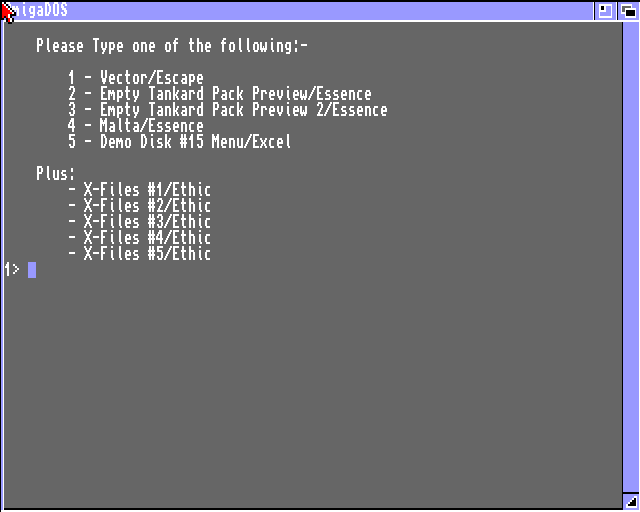 migaDOS
Please Type one of the following:-
1 - Vector/Escape
2 - Empty Tankard Pack Preview/Essence
3 - Empty Tankard Pack Preview 2/Essence
4 - Malta/Essence
5 - Demo Disk #15 Menu/Excel
Plus:
- X-Files #1/Ethic
- X-Files #2/Ethic
- X-Files #3/Ethic
- X-Files #4/Ethic
- X-Files #5/Ethic
1>